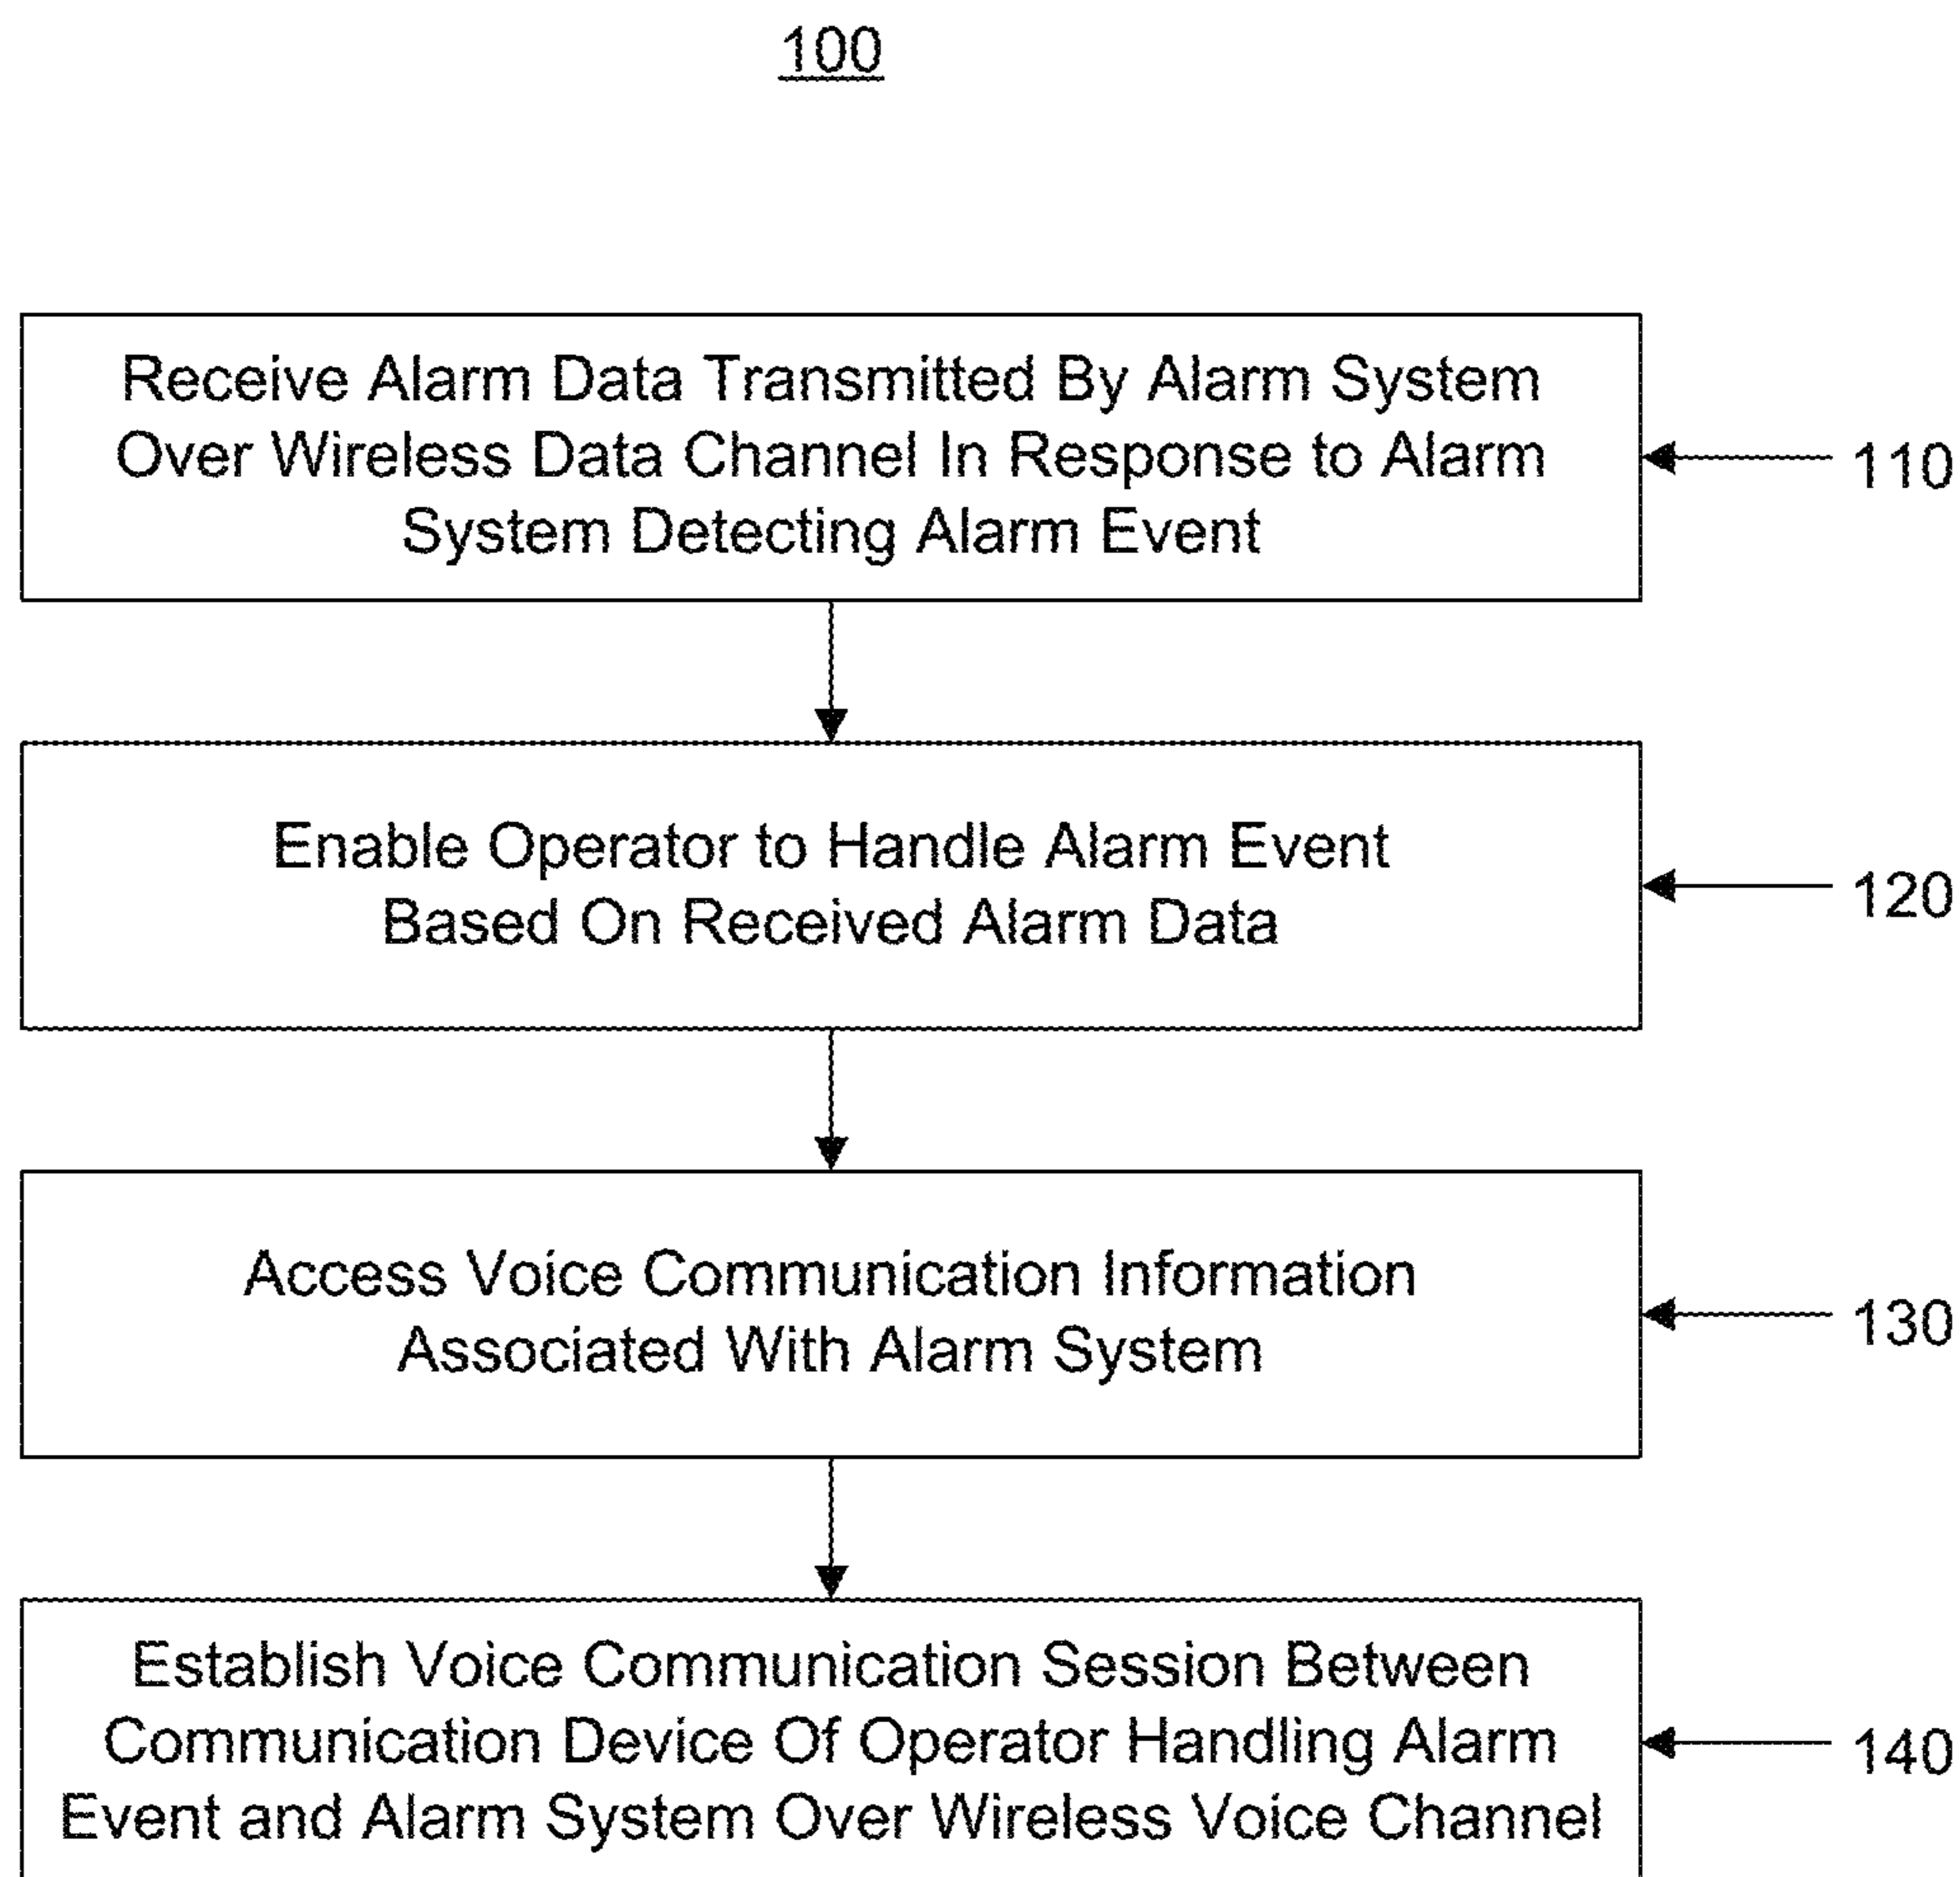 100
Receive Alarm Data Transmitted By Alarm System
Over Wireless Data Channel In Response to Alarm
System Detecting Alarm Event
110
Enable Operator to Handle Alarm Event
Based On Received Alarm Data
120
Access Voice Communication Information
Associated With Alarm System
130
Establish Voice Communication Session Between
Communication Device Of Operator Handling Alarm
Event and Alarm System Over Wireless Voice Channel
140